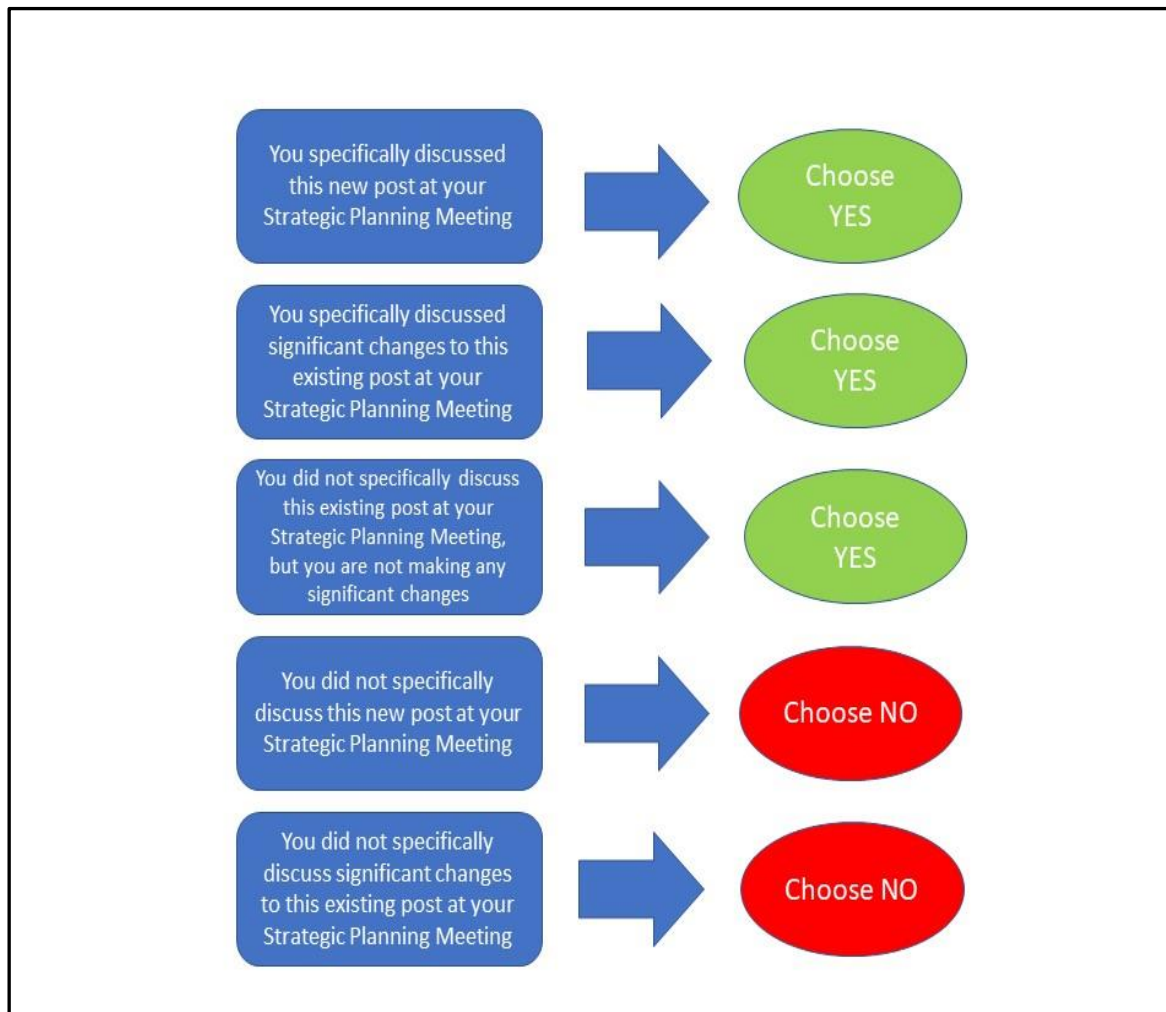 You specifically discussed
this new post at your
Strategic Planning Meeting
Choose
YES
You specifically discussed
significant changes to this
existing post at your
Strategic Planning Meeting
Choose
YES
You did not specifically discuss
this existing post at your
Strategic Planning Meeting,
but you are not making any
significant changes
Choose
YES
You did not specifically
discuss this new post at your
Strategic Planning Meeting
Choose NO
You did not specifically
discuss significant changes
to this existing post at your
Strategic Planning Meeting
Choose NO